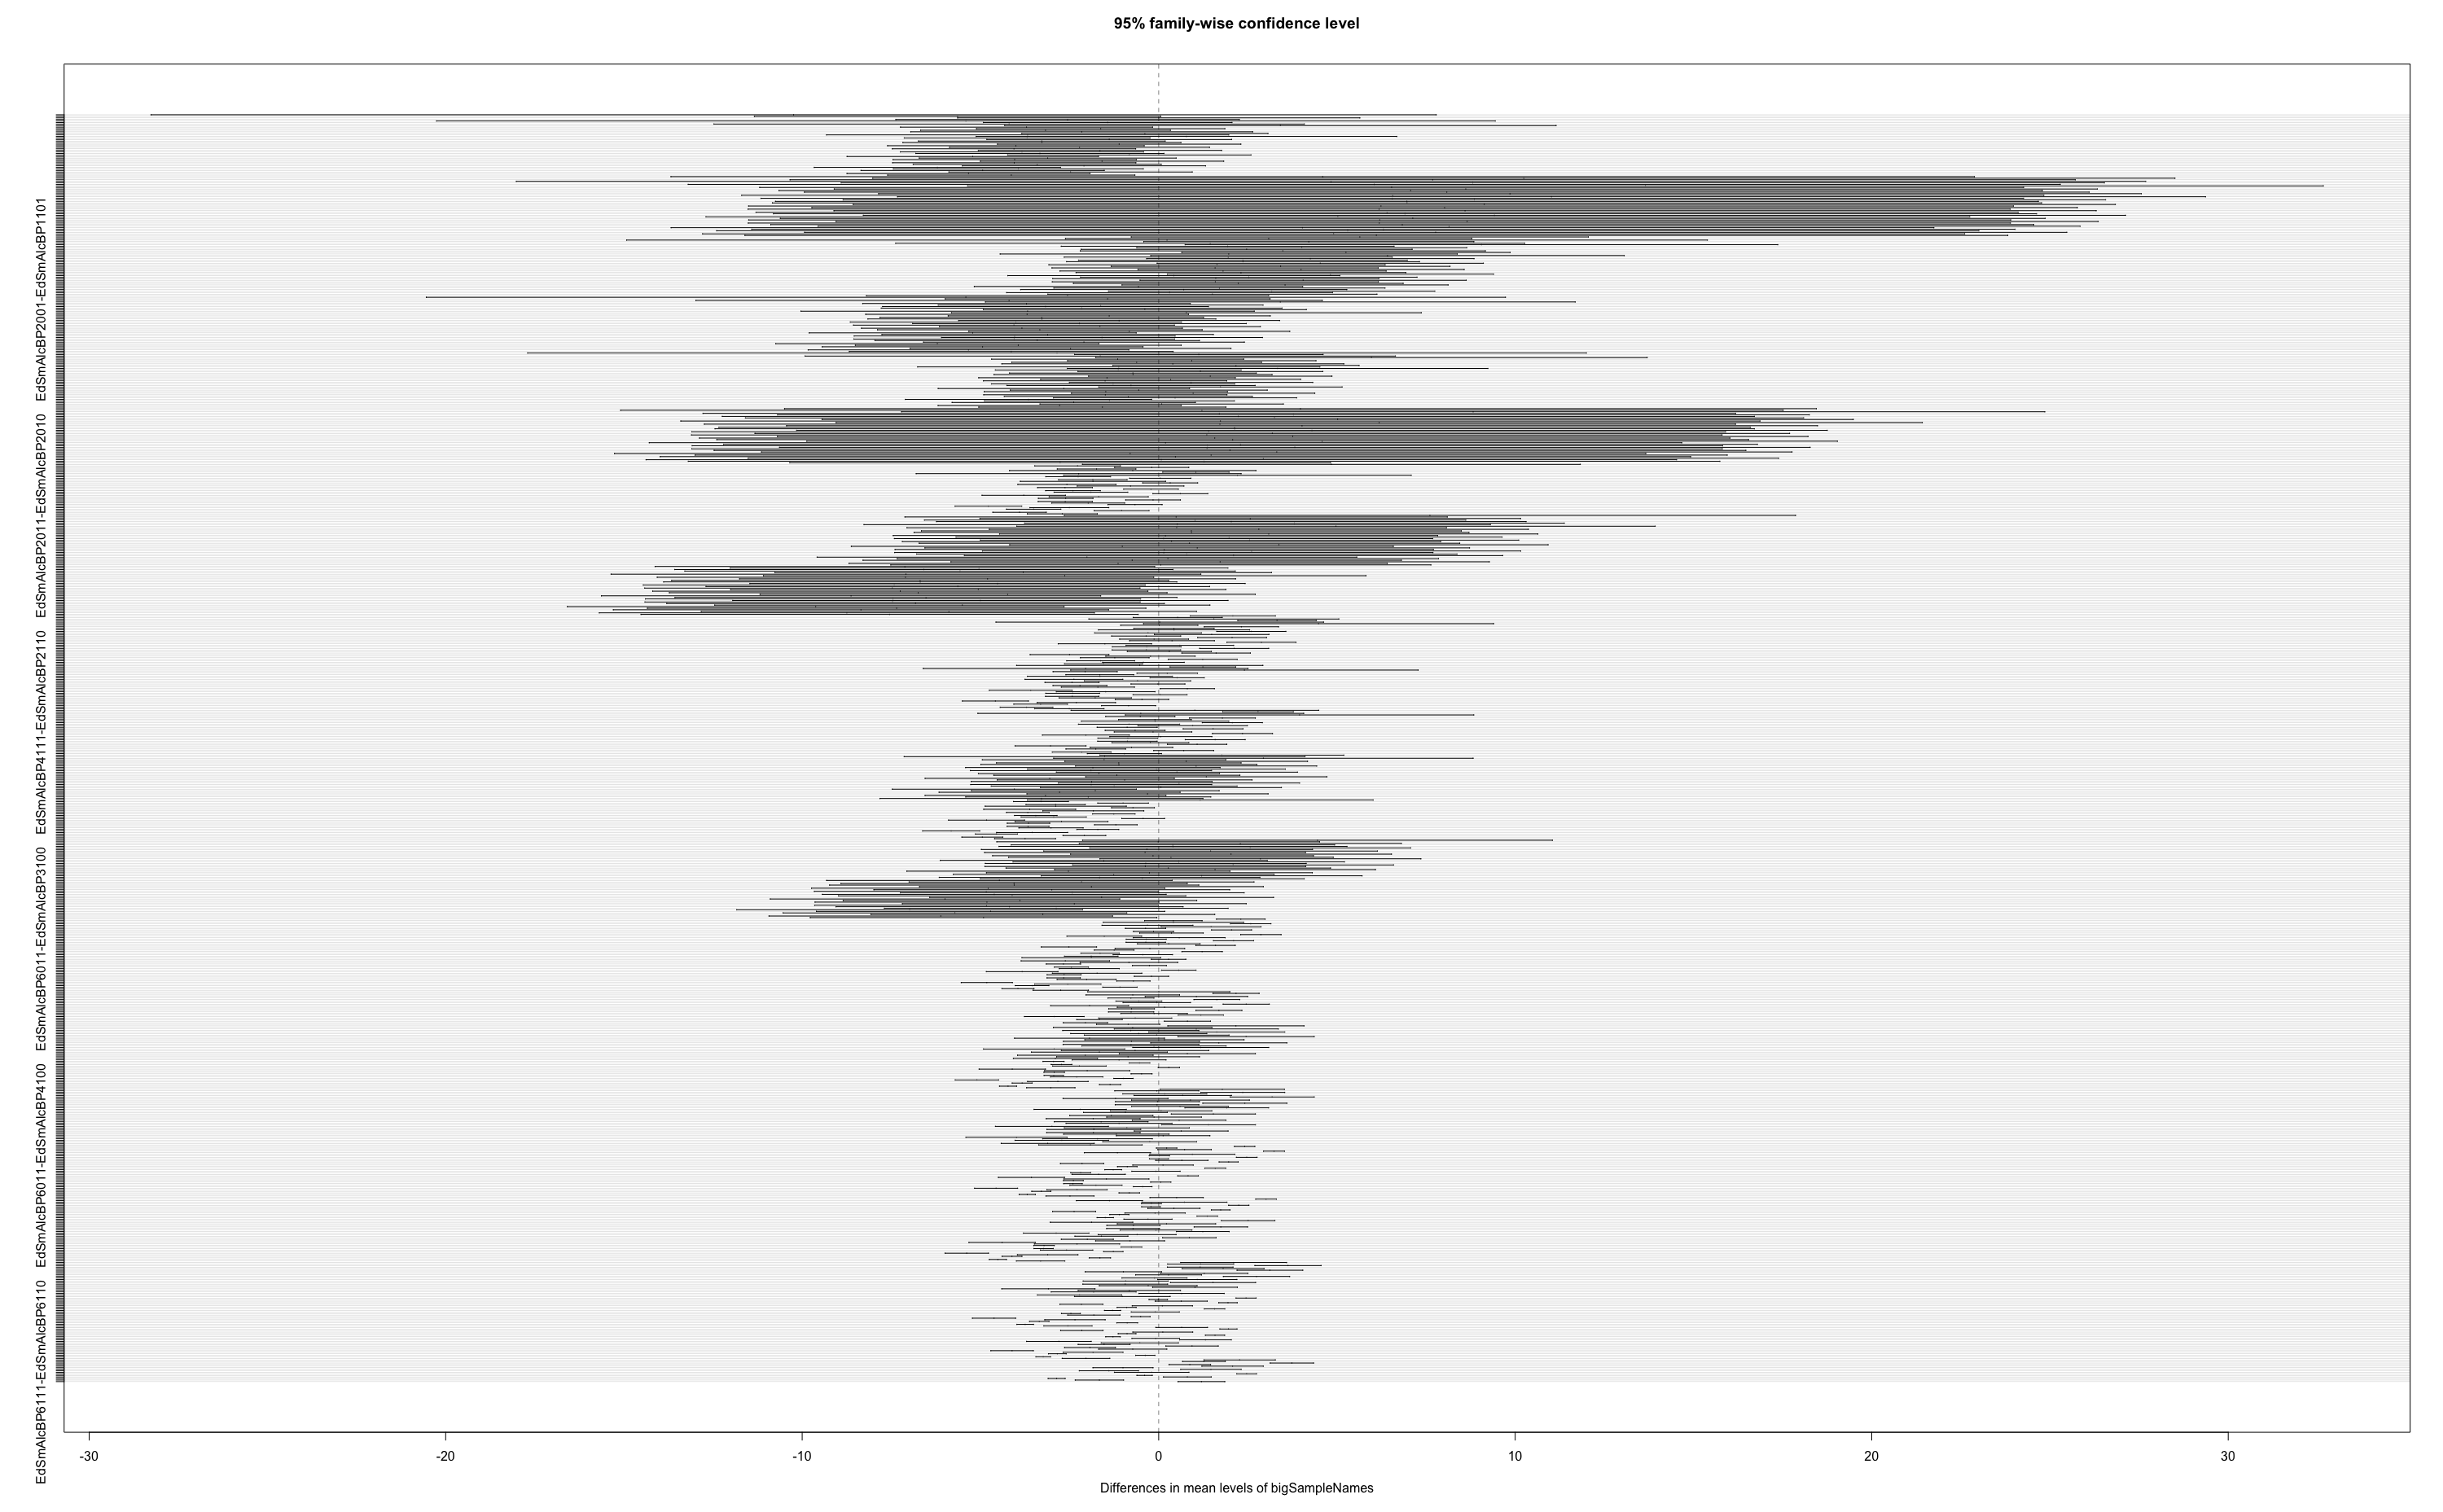 95% family-wise confidence level
EdSmAlcBP2001-EdSmAlcBP1101
EdSmAlcBP2011-EdSmAlcBP2010
EdSmAlcBP4111-EdSmAlcBP2110
EdSmAlcBP6011-EdSmAlcBP3100
EdSmAlcBP6011-EdSmAlcBP4100
EdSmAlcBP6111-EdSmAlcBP6110
-30 -20 -10 0 10 20 30
Differences in mean levels of bigSampleNames